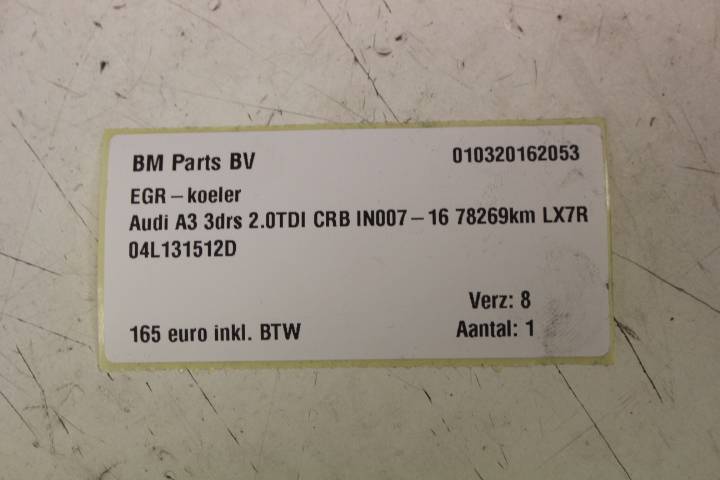 BM Parts BV 010320162053
EGR-koeler
Audi A3 3drs 2.0TDI CRB IN007-16 78269km LX7R
04L131512D
Verz: 8
165 euro inkl. BTW Aantal: 1